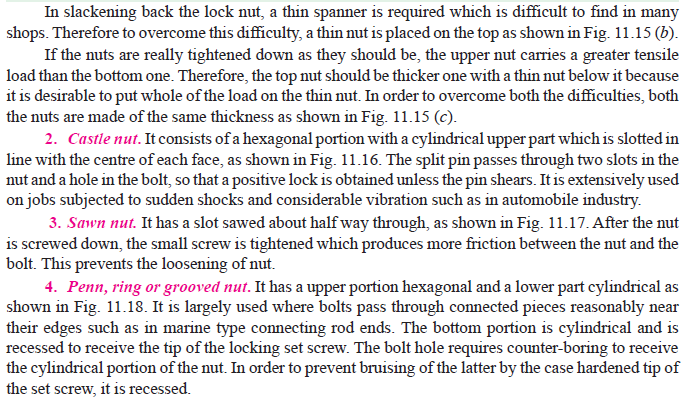 In slackening back the lock nut, a thin spanner is required which is difficult to find in many
shops. Therefore to overcome this difficulty, a thin nut is placed on the top as shown in Fig. 11.15 (b).
If the nuts are really tightened down as they should be, the upper nut carries a greater tensile
load than the bottom one. Therefore, the top nut should be thicker one with a thin nut below it because
it is desirable to put whole of the load on the thin nut. In order to overcome both the difficulties, both
the nuts are made of the same thickness as shown in Fig. 11.15 (c).
2. Castle nut. It consists of a hexagonal portion with a cylindrical upper part which is slotted in
line with the centre of each face, as shown in Fig. 11.16. The split pin passes through two slots in the
nut and a hole in the bolt, so that a positive lock is obtained unless the pin shears. It is extensively used
on jobs subjected to sudden shocks and considerable vibration such as in automobile industry.
3. Sawn nut. It has a slot sawed about half way through, as shown in Fig. 11.17. After the nut
is screwed down, the small screw is tightened which produces more friction between the nut and the
bolt. This prevents the loosening of nut.
4. Penn, ring or grooved nut. It has a upper portion hexagonal and a lower part cylindrical as
shown in Fig. 11.18. It is largely used where bolts pass through connected pieces reasonably near
their edges such as in marine type connecting rod ends. The bottom portion is cylindrical and is
recessed to receive the tip of the locking set screw. The bolt hole requires counter-boring to receive
the cylindrical portion of the nut. In order to prevent bruising of the latter by the case hardened tip of
the set screw, it is recessed.